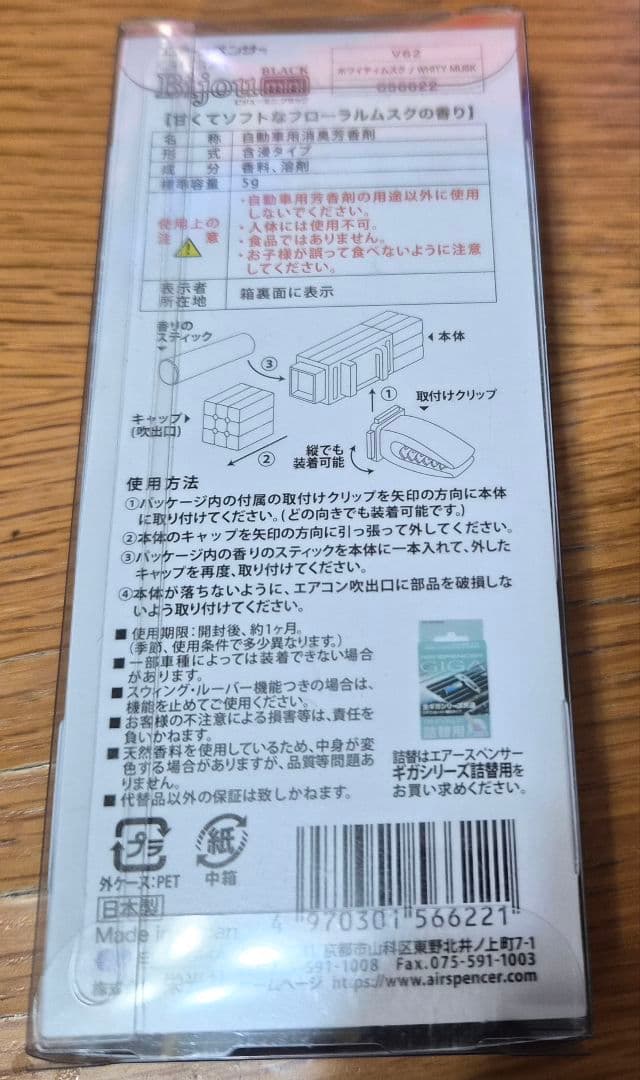 ペンサー
V62
BLACK
Bijou mini
ホワイティムスク / WHITY MUSK
【甘くてソフトなフローラルムスクの香り】
名 称 自動車用消臭芳香剤
形 式 含浸タイプ
成 分 香料、溶剤
標準容量 5g
使用上の注 意
・自動車用芳香剤の用途以外に使用
しないでください。
・人体には使用不可。
・食品ではありません。
・お子様が誤って食べないように注意
してください。
表示者
所在地
箱裏面に表示
香りの
スティック
③
本体
①
取付けクリップ
キャップ
(吹出口)
②
縦でも
装着可能
使用方法
①パッケージ内の付属の取付けクリップを矢印の方向に本体
に取り付けてください。(どの向きでも装着可能です。)
②本体のキャップを矢印の方向に引っ張って外してください。
③パッケージ内の香りのスティックを本体に一本入れて、外した
キャップを再度、取り付けてください。
④本体が落ちないように、エアコン吹出口に部品を破損しな
いよう取り付けてください。
■使用期限:開封後、約1ヶ月。
(季節、使用条件で多少異なります。)
■一部車種によっては装着できない場合
があります。
■スウィング・ルーバー機能つきの場合は、
機能を止めてご使用ください。
■お客様の不注意による損害等は、責任を
負いかねます。
■天然香料を使用しているため、中身が変
色する場合がありますが、品質等問題あ
りません。
■代替品以外の保証は致しかねます。
GIGA
詰替用
詰替はエアースペンサー
ギガシリーズ詰替用を
お買い求めください。
プラ
外ケース:PET
紙
中箱
日本製
Made in
4 970301 566221
京都市山科区東野北井ノ上町7-1
591-1008 Fax.075-591-1003
ホームページ https://www.airspencer.com